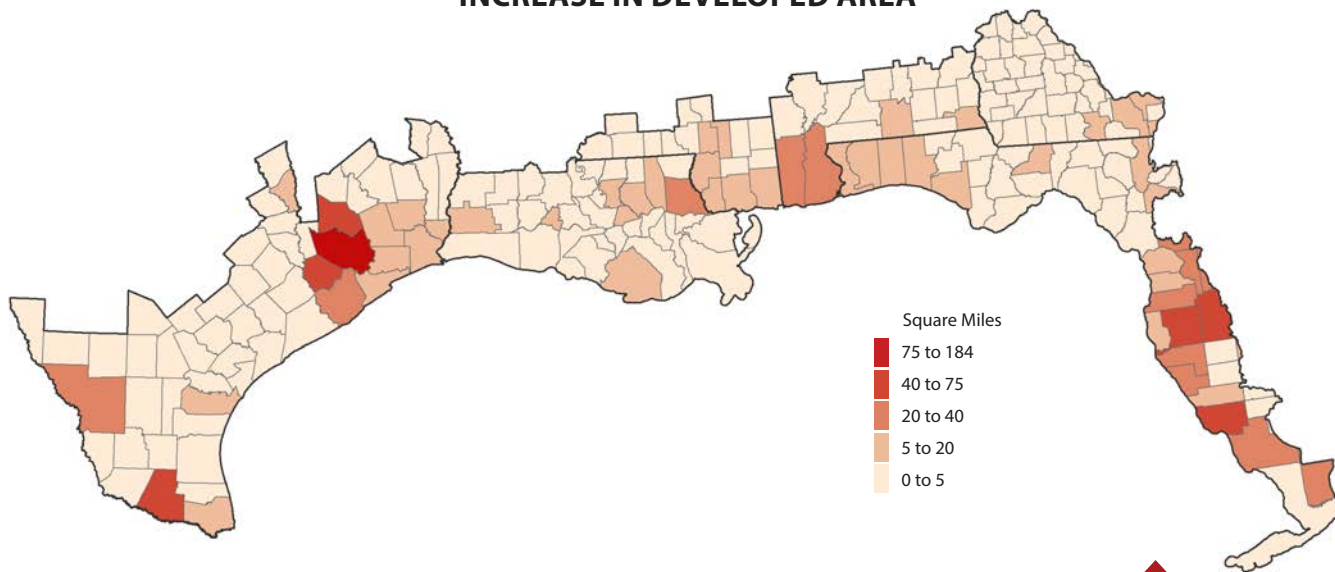 INCREASE IN DEVELOPED AREA
Square Miles
75 to 184
40 to 75
20 to 40
5 to 20
0 to 5